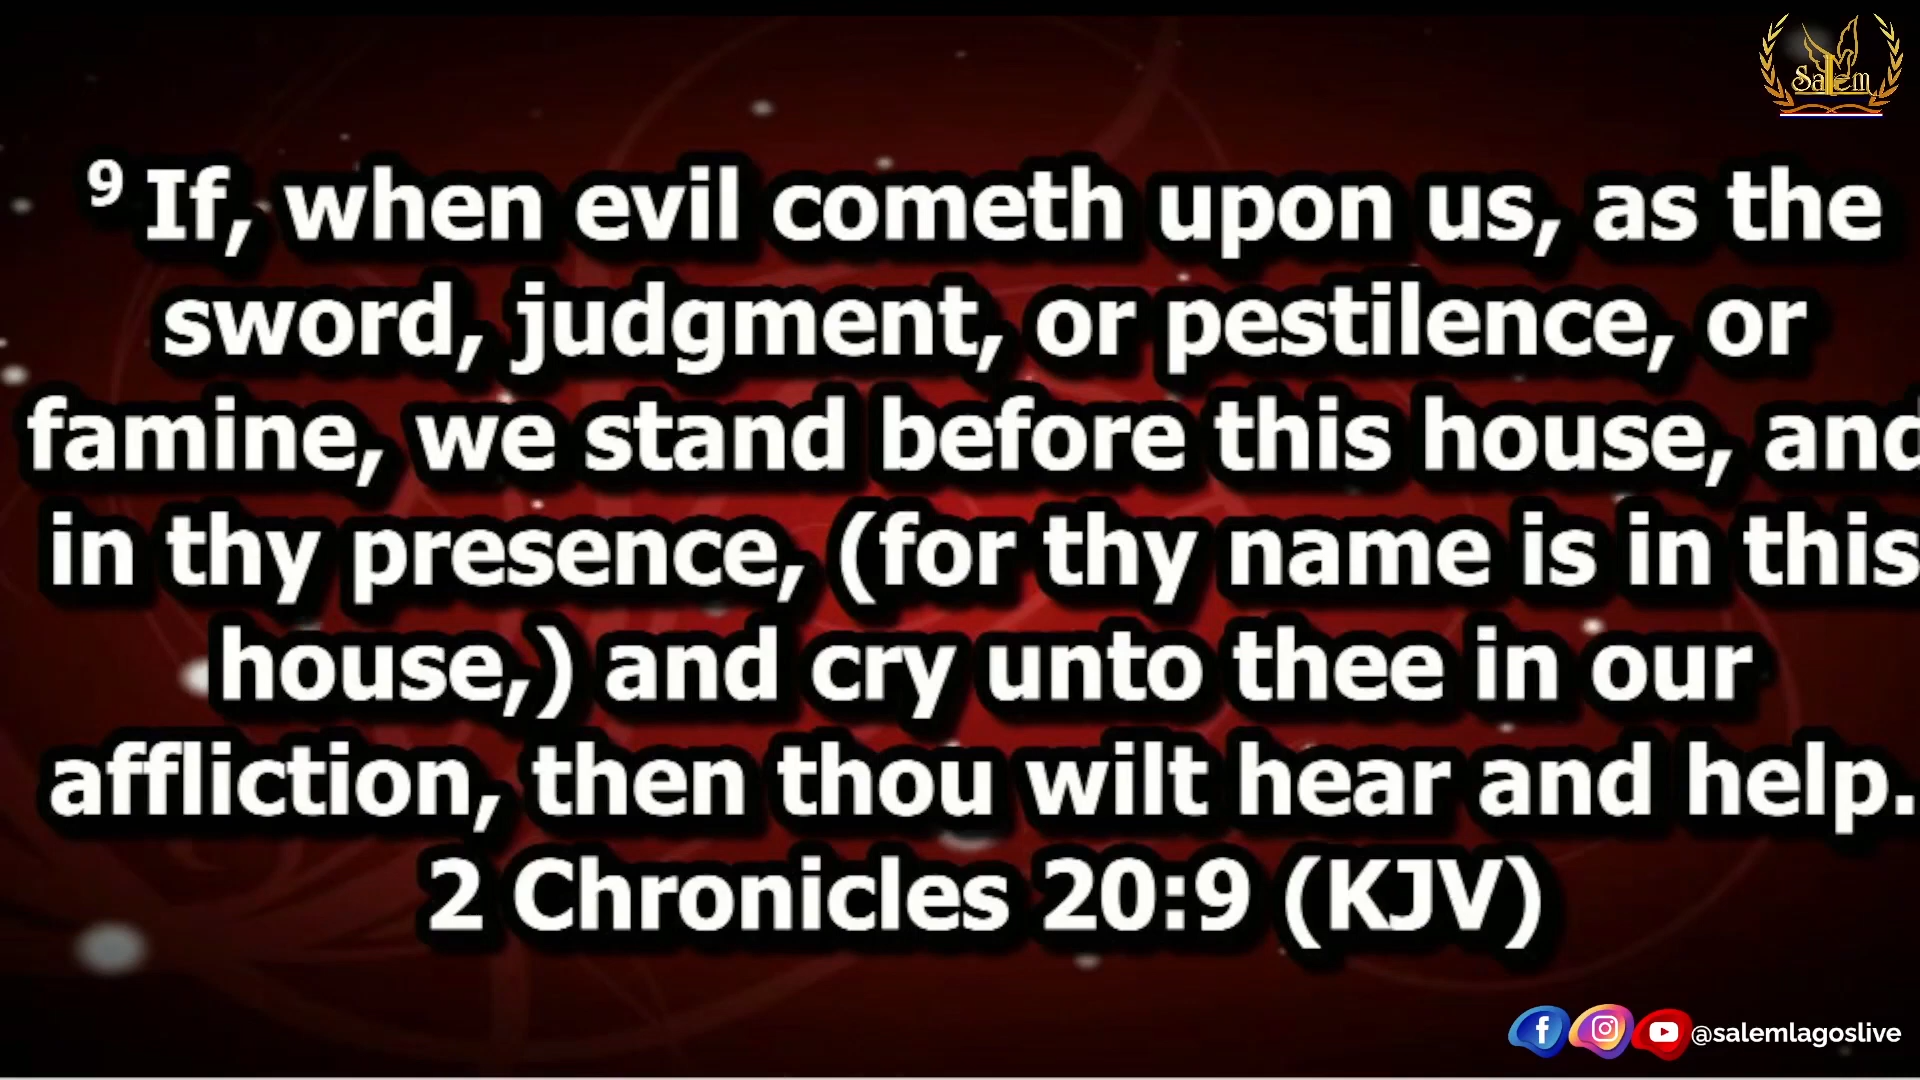 Salem
9 If, when evil cometh upon us, as the
sword, judgment, or pestilence, or
famine, we stand before this house, and
in thy presence, (for thy name is in this
house,) and cry unto thee in our
affliction, then thou wilt hear and help.
2 Chronicles 20:9 (KJV)
@salemlagoslive